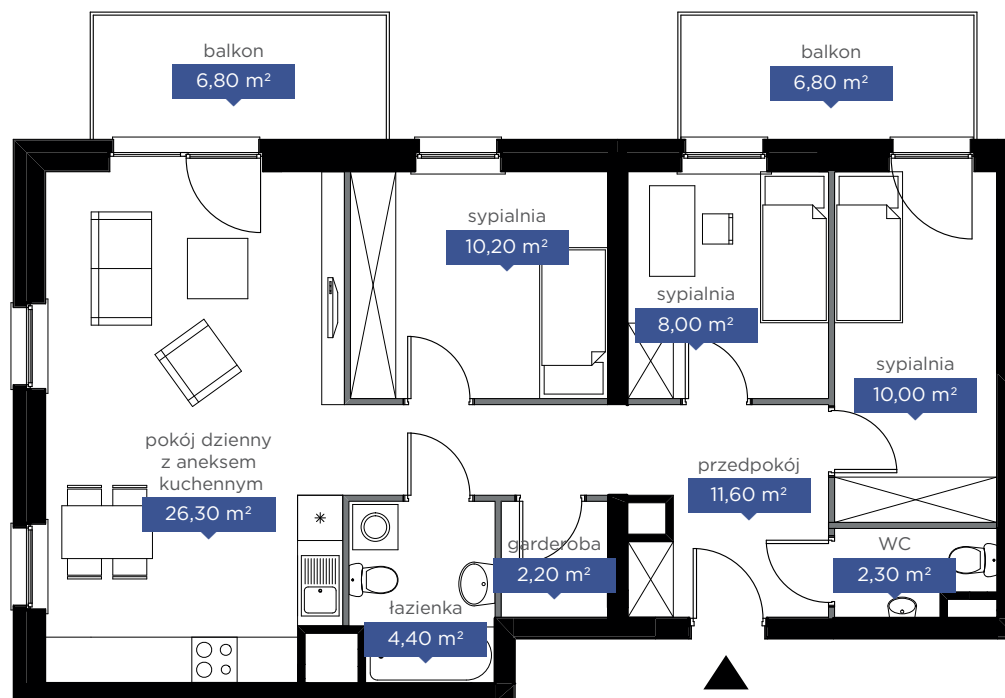 balkon
6,80 m²
balkon
6,80 m²
sypialnia
10,20 m²
sypialnia
8,00 m²
sypialnia
10,00 m²
pokój dzienny
z aneksem
kuchennym
26,30 m²
przedpokój
11,60 m²
garderoba
2,20 m²
WC
2,30 m²
łazienka
4,40 m²